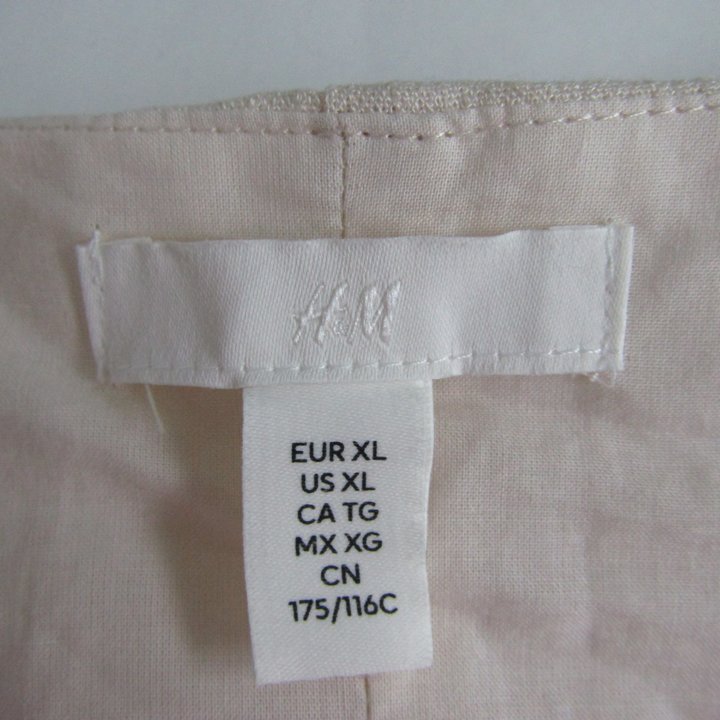 H&M
EUR XL
US XL
CA TG
MX XG
CN
175/116C